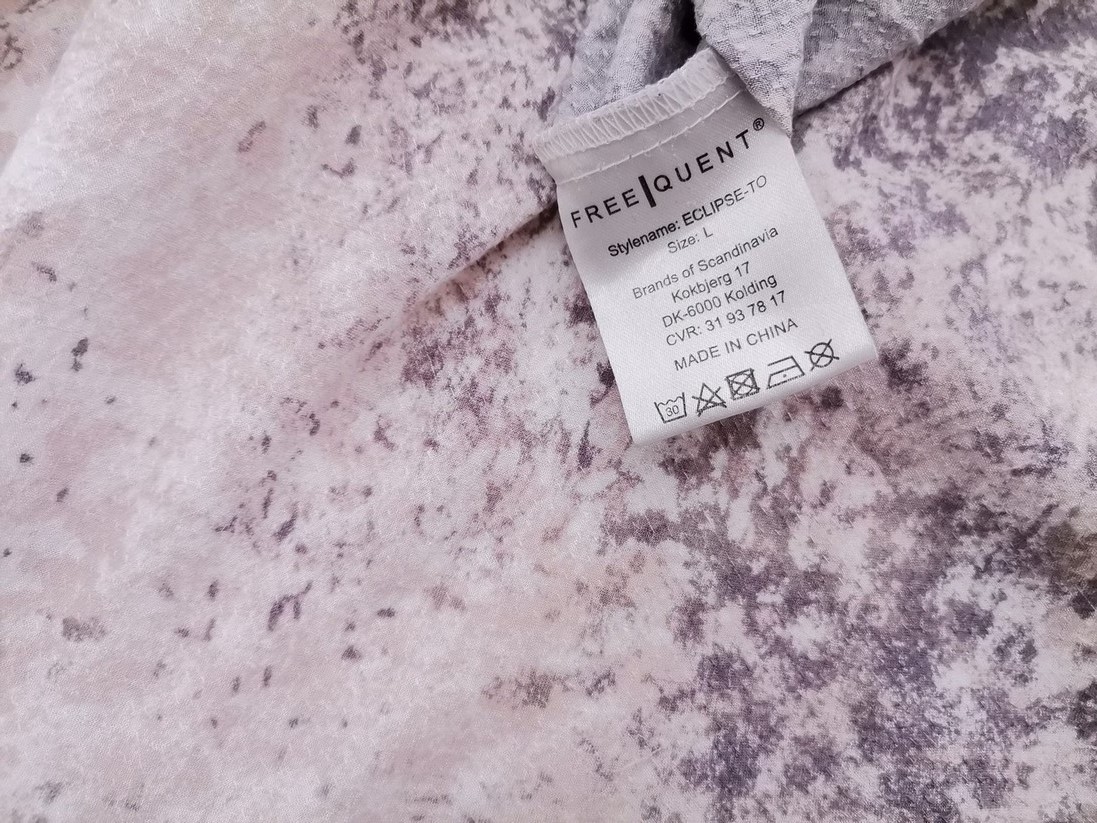 FREE|QUENT®
Stylename: ECLIPSE-TO
Size: L
Brands of Scandinavia
Kokbjerg 17
DK-6000 Kolding
CVR: 31 93 78 17
MADE IN CHINA
30